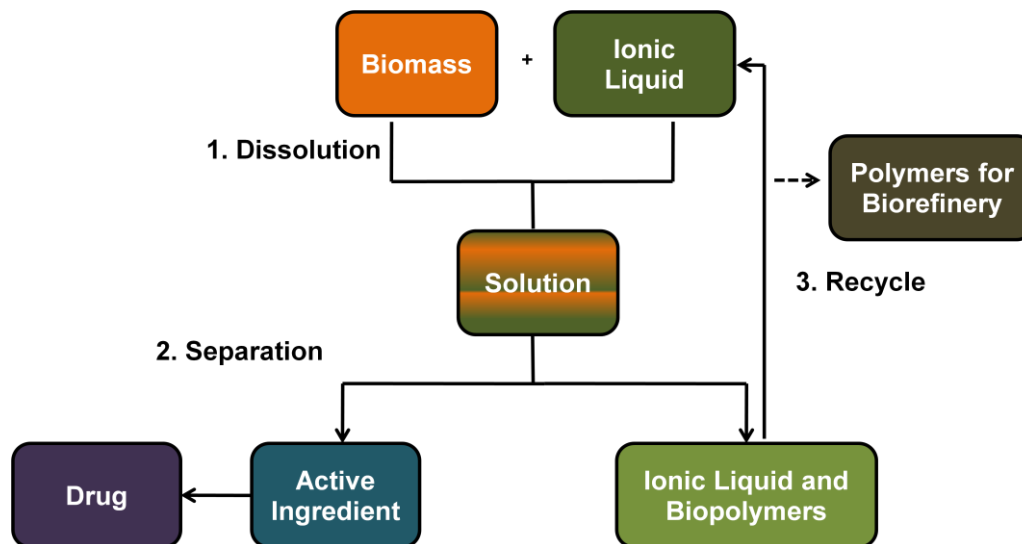 Biomass
+
Ionic
Liquid
1. Dissolution
Polymers for
Biorefinery
Solution
3. Recycle
2. Separation
Drug
Active
Ingredient
Ionic Liquid and
Biopolymers